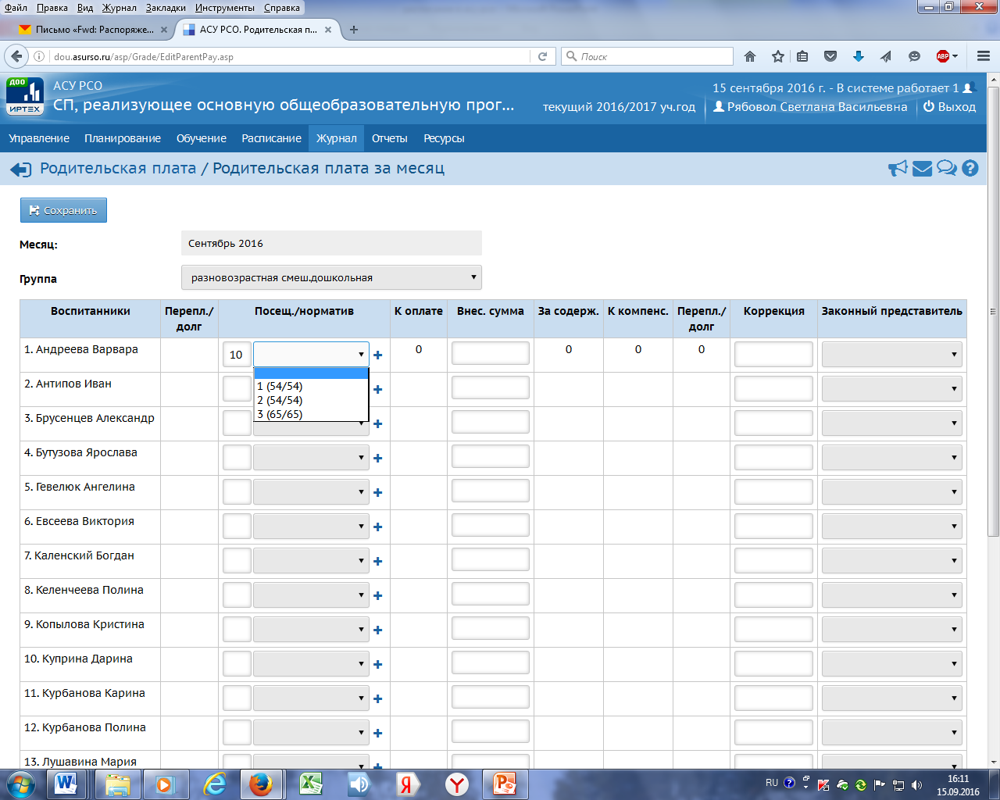 Файл Правка Вид Журнал Закладки Инструменты Справка
Письмо «Fwd: Распоряже... × АСУ РСО. Родительская п... × +
dou.asurso.ru/asp/Grade/EditParentPay.asp
Поиск
ABP
ДОО
ИРТЕХ
АСУ РСО
СП, реализующее основную общеобразовательную прог...
15 сентября 2016 г. - В системе работает 1
текущий 2016/2017 уч.год
Рябовол Светлана Васильевна
Выход
Управление Планирование Обучение Расписание Журнал Отчеты Ресурсы
Родительская плата / Родительская плата за месяц
Сохранить
Месяц: Сентябрь 2016
Группа разновозрастная смеш.дошкольная
Воспитанники Перепл./долг Посещ./норматив К оплате Внес. сумма За содерж. К компенс. Перепл./долг Коррекция Законный представитель
1. Андреева Варвара 10 0 0 0 0
2. Антипов Иван
1 (54/54)
2 (54/54)
3 (65/65)
3. Брусенцев Александр
4. Бутузова Ярослава
5. Гевелюк Ангелина
6. Евсеева Виктория
7. Каленский Богдан
8. Келенчеева Полина
9. Копылова Кристина
10. Куприна Дарина
11. Курбанова Карина
12. Курбанова Полина
13. Лушавина Мария
RU
16:11
15.09.2016